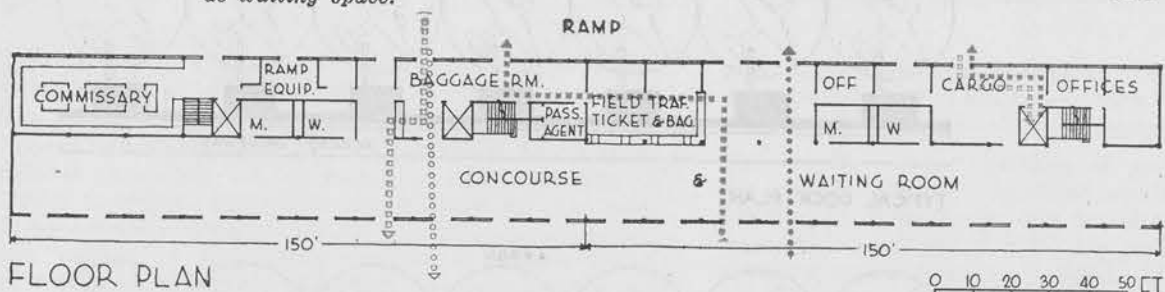 as waiting space.
RAMP
COMMISSARY
RAMP
EQUIP.
BAGGAGE RM.
PASS.
AGENT
FIELD TRAF.
TICKET & BAG
OFF
CARGO
OFFICES
M.
W.
M.
W
CONCOURSE & WAITING ROOM
150'
150'
FLOOR PLAN
0 10 20 30 40 50 FT